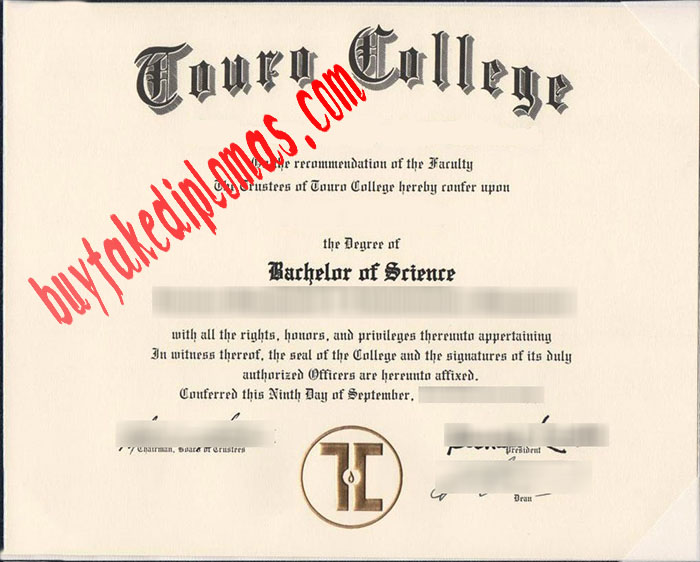 Touro College
buyfakediplomas.com
the recommendation of the Faculty
The Trustees of Touro College hereby confer upon
the Degree of
Bachelor of Science
with all the rights, honors, and privileges thereunto appertaining
In witness thereof, the seal of the College and the signatures of its duly
authorized Officers are hereunto affixed.
Conferred this Ninth Day of September,
Chairman, Board of Trustees
President
TC
Dean